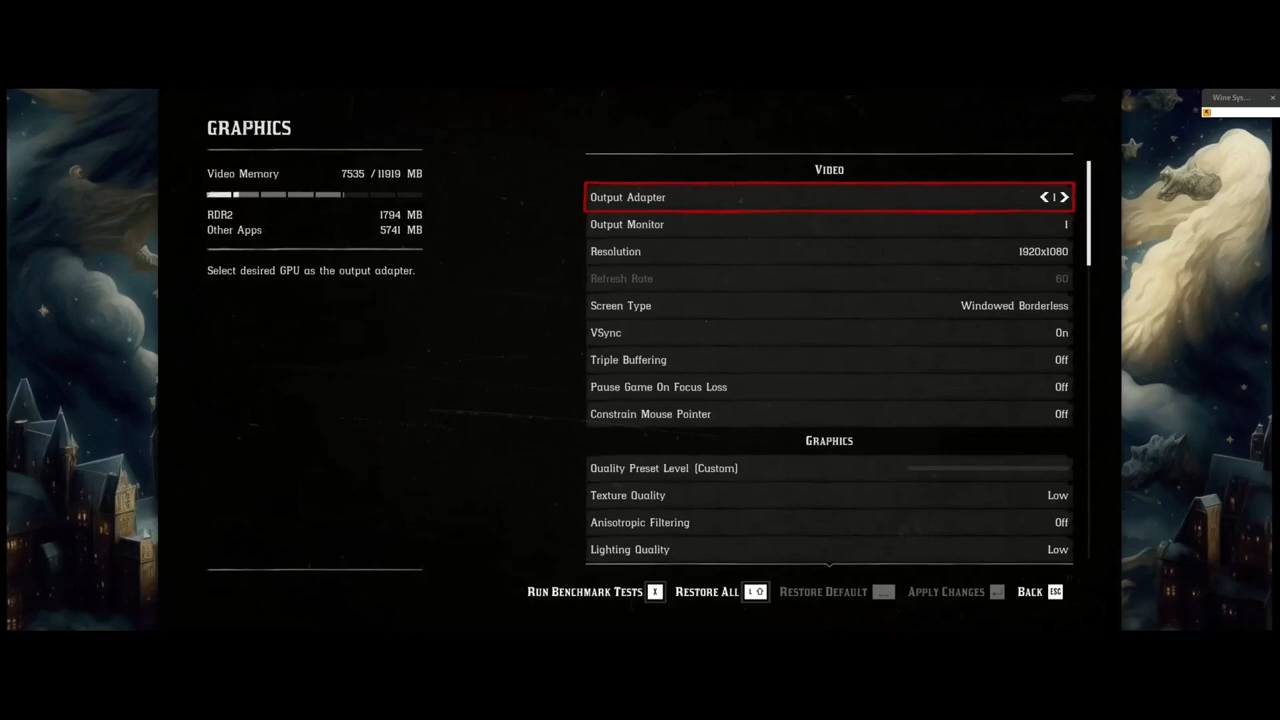 Wine Sys...
GRAPHICS
Video Memory 7535 / 11919 MB
RDR2 1794 MB
Other Apps 5741 MB
Select desired GPU as the output adapter.
VIDEO
Output Adapter 1
Output Monitor 1
Resolution 1920x1080
Refresh Rate 60
Screen Type Windowed Borderless
VSync On
Triple Buffering Off
Pause Game On Focus Loss Off
Constrain Mouse Pointer Off
GRAPHICS
Quality Preset Level (Custom)
Texture Quality Low
Anisotropic Filtering Off
Lighting Quality Low
RUN BENCHMARK TESTS X RESTORE ALL L RESTORE DEFAULT APPLY CHANGES BACK ESC